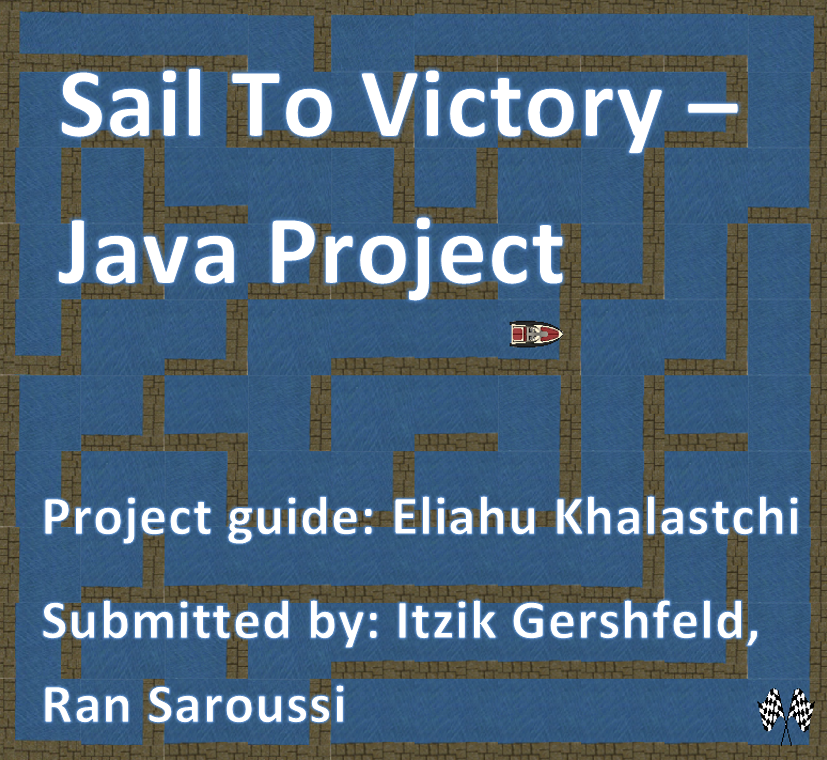 Sail To Victory –
Java Project
Project guide: Eliahu Khalastchi
Submitted by: Itzik Gershfeld,
Ran Saroussi